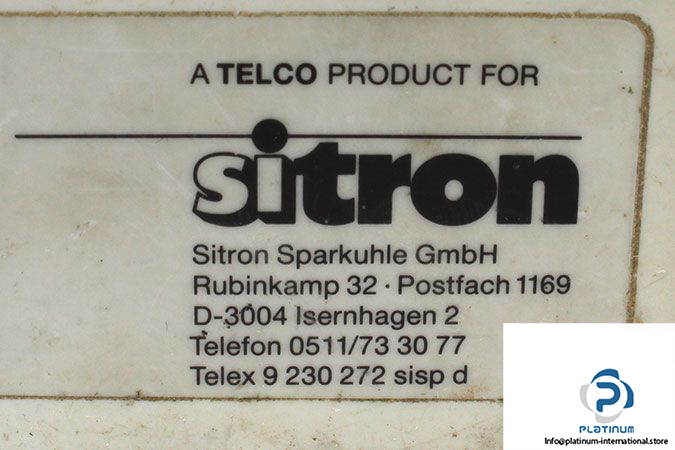 A TELCO PRODUCT FOR
sitron
Sitron Sparkuhle GmbH
Rubinkamp 32 · Postfach 1169
D-3004 Isernhagen 2
Telefon 0511/73 30 77
Telex 9 230 272 sisp d
PLATINUM
Info@platinum-international.store